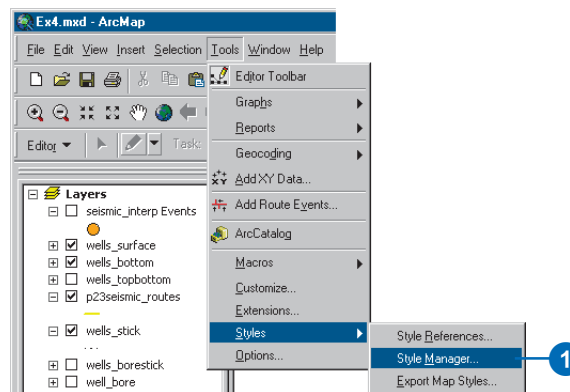 Ex4.mxd - ArcMap
File Edit View Insert Selection Tools Window Help
Editor Toolbar
Graphs
Reports
Editor
Task:
Geocoding
Add XY Data...
Layers
Add Route Events...
seismic_interp Events
ArcCatalog
wells_surface
wells_bottom
Macros
wells_topbottom
Customize...
p23seismic_routes
Extensions...
wells_stick
Styles
Style References...
Options...
Style Manager...
1
wells_borestick
well_bore
Export Map Styles...